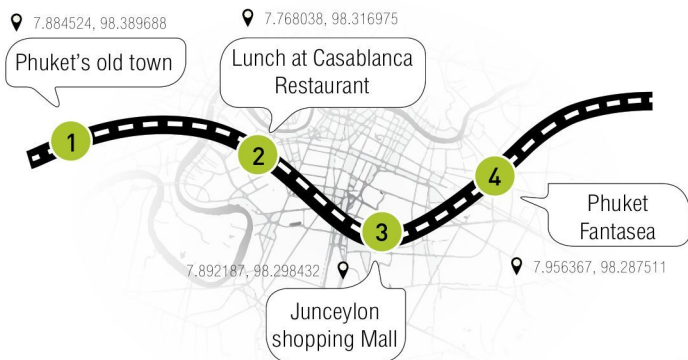 7.884524, 98.389688
Phuket's old town
1
7.768038, 98.316975
Lunch at Casablanca
Restaurant
2
7.892187, 98.298432
3
Junceylon
shopping Mall
4
Phuket
Fantasea
7.956367, 98.287511